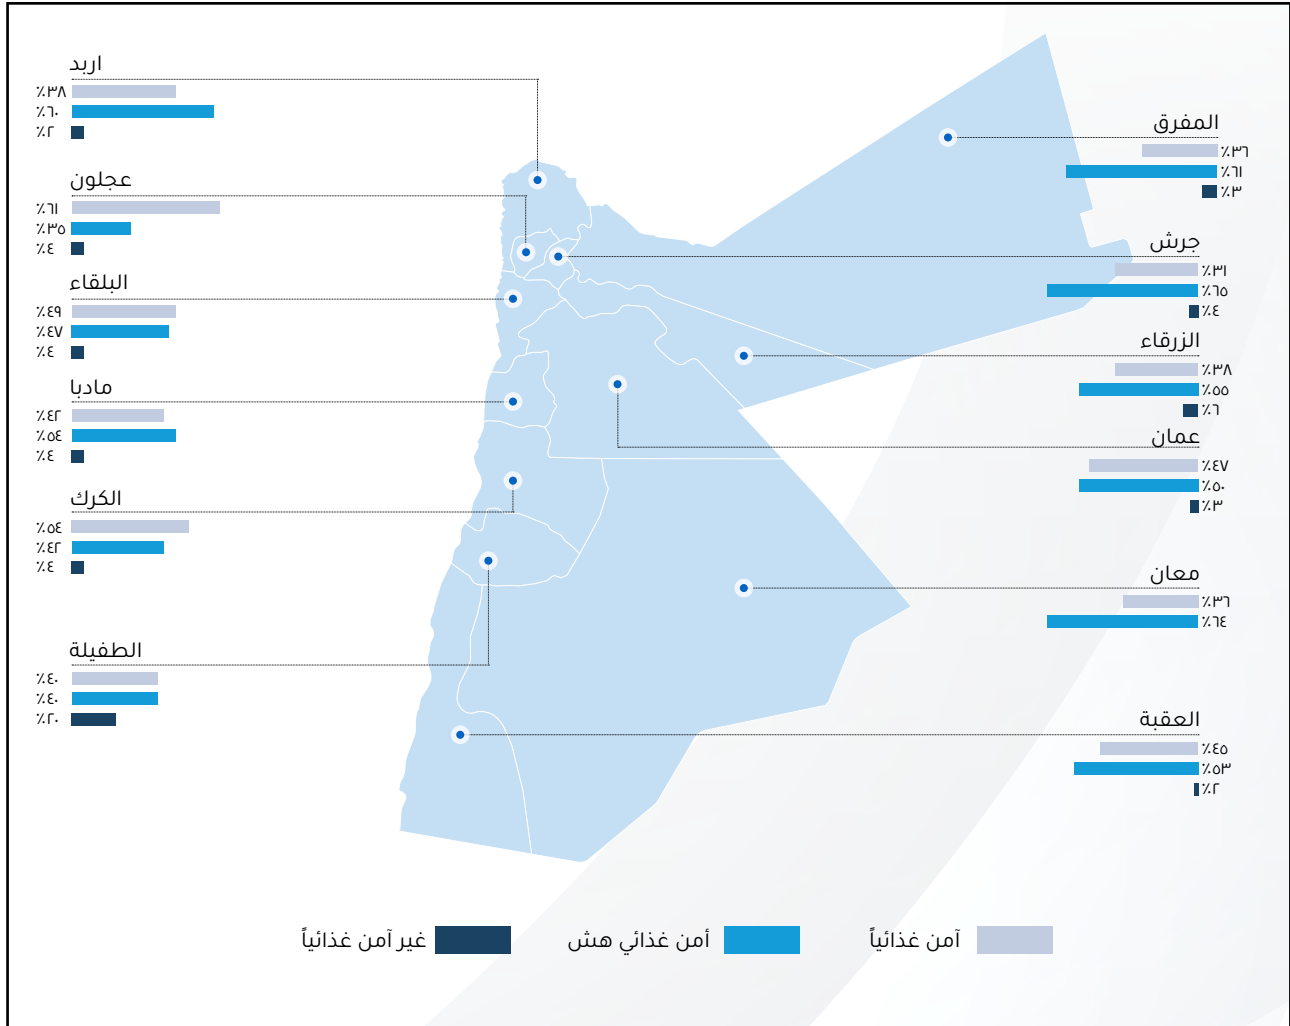 اربد
٪٣٨
٪٦٠
٪٢
عجلون
٪٦١
٪٣٥
٪٤
البلقاء
٪٤٩
٪٤٧
٪٤
مادبا
٪٤٢
٪٥٤
٪٤
الكرك
٪٥٤
٪٤٢
٪٤
الطفيلة
٪٤٠
٪٤٠
٪٢٠
المفرق
٪٣٦
٪٦١
٪٣
جرش
٪٣١
٪٦٥
٪٤
الزرقاء
٪٣٨
٪٥٥
٪٦
عمان
٪٤٧
٪٥٠
٪٣
معان
٪٣٦
٪٦٤
العقبة
٪٤٥
٪٥٣
٪٢
آمن غذائياً
أمن غذائي هش
غير آمن غذائياً